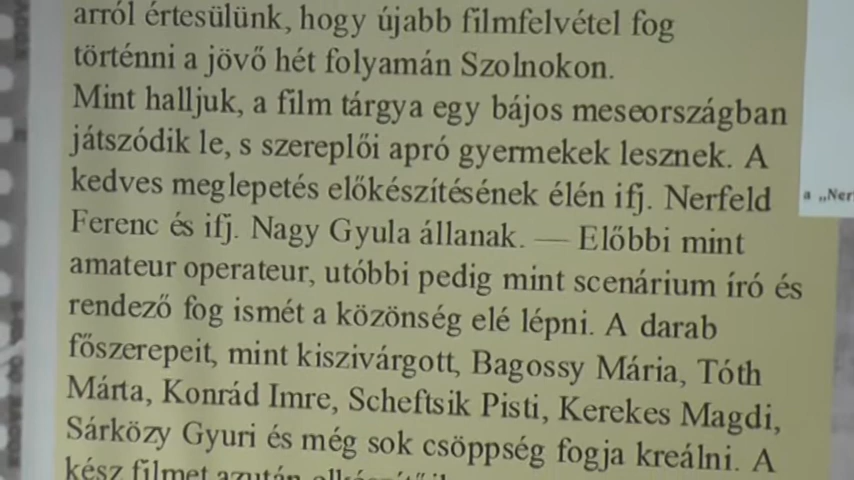 arról értesülünk, hogy újabb filmfelvétel fog
történni a jövő hét folyamán Szolnokon.
Mint halljuk, a film tárgya egy bájos meseországban
játszódik le, s szereplői apró gyermekek lesznek. A
kedves meglepetés előkészítésének élén ifj. Nerfeld
Ferenc és ifj. Nagy Gyula állanak. — Előbbi mint
amateur operateur, utóbbi pedig mint scenárium író és
rendező fog ismét a közönség elé lépni. A darab
főszerepeit, mint kiszivárgott, Bagossy Mária, Tóth
Márta, Konrád Imre, Scheftsik Pisti, Kerekes Magdi,
Sárközy Gyuri és még sok csöppség fogja kreálni. A
kész filmet azután
a „Ner